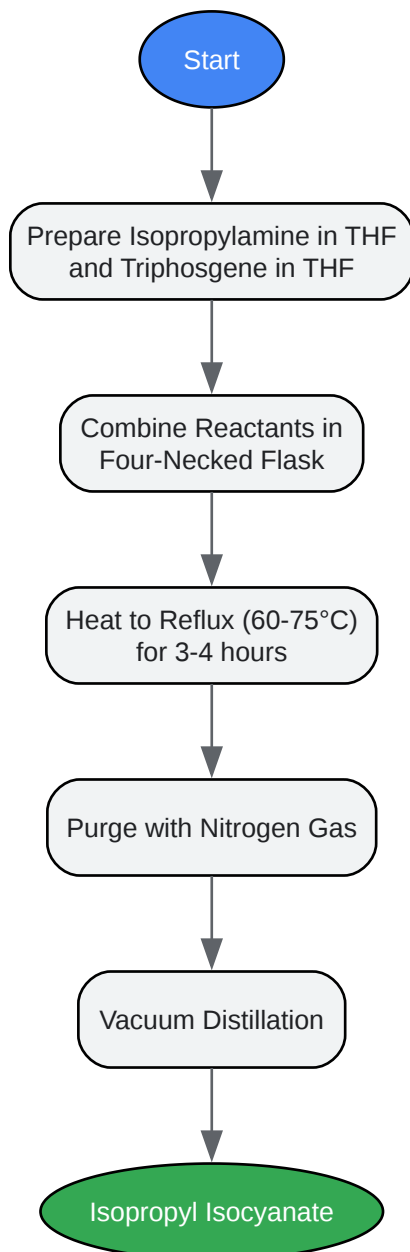 Start
Prepare Isopropylamine in THF
and Triphosgene in THF
Combine Reactants in
Four-Necked Flask
Heat to Reflux (60-75°C)
for 3-4 hours
Purge with Nitrogen Gas
Vacuum Distillation
Isopropyl Isocyanate